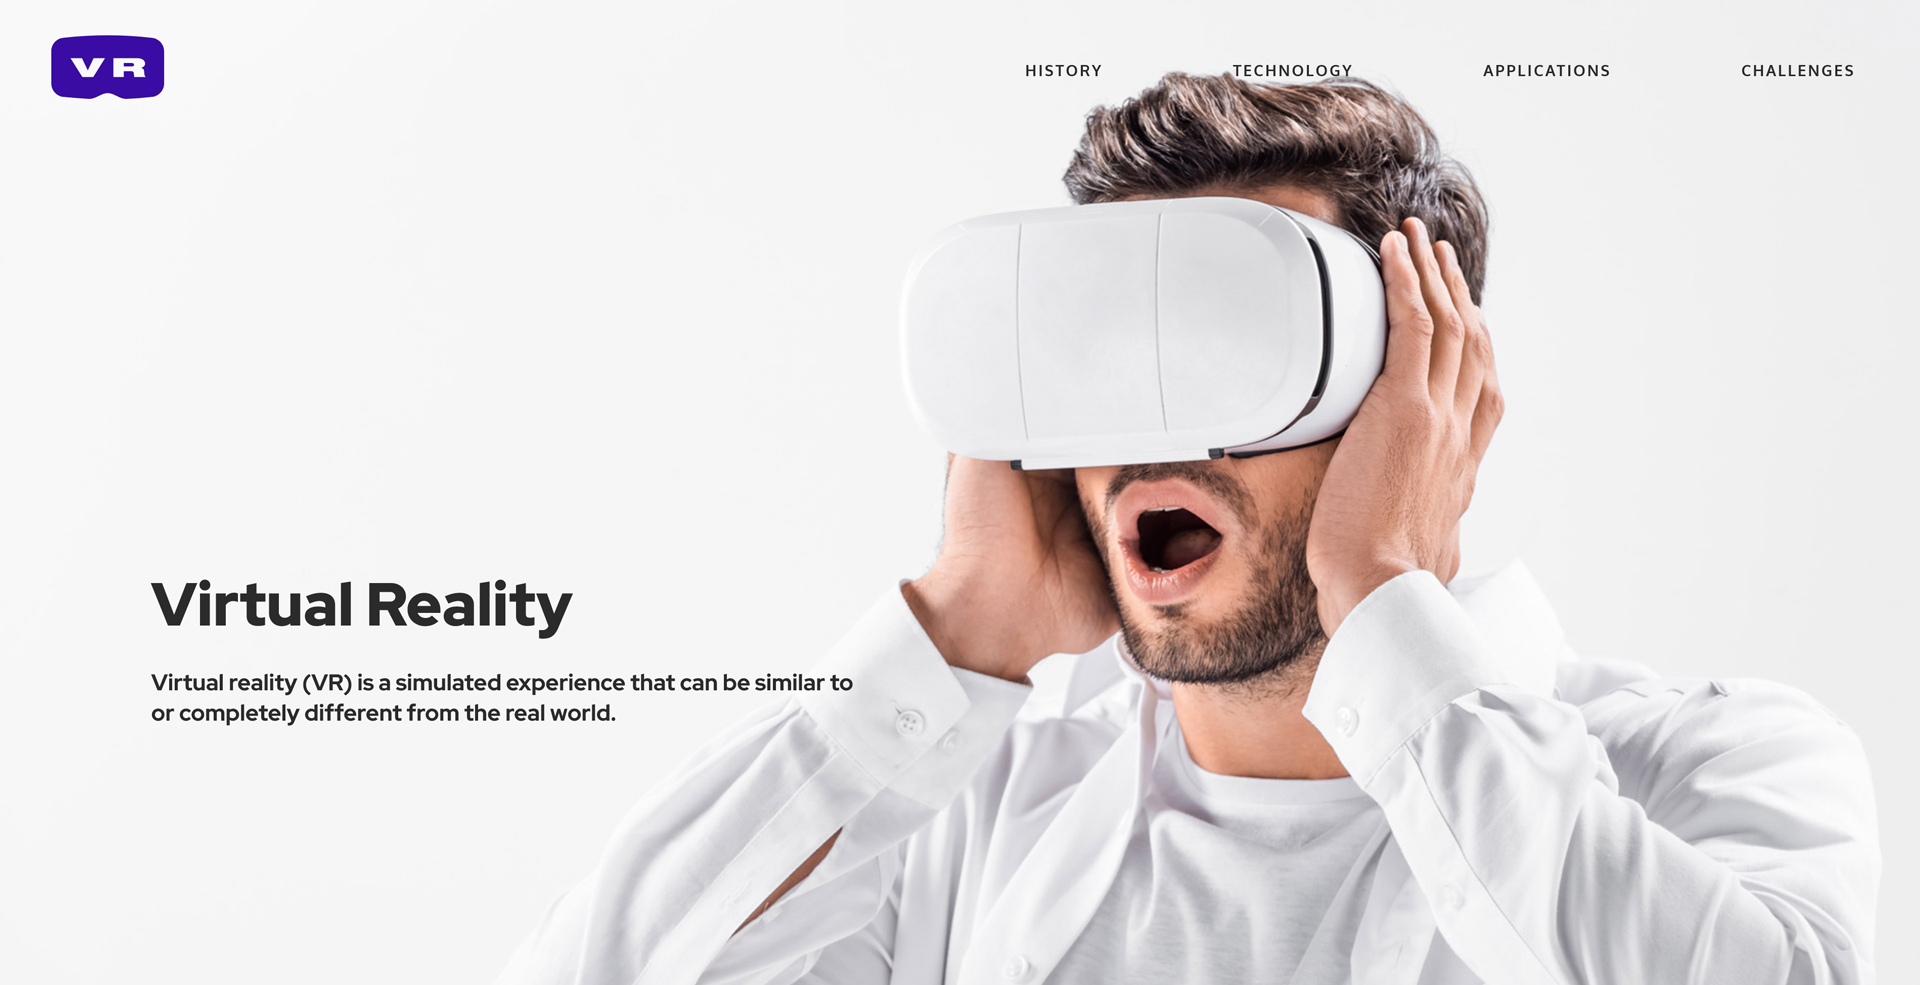 VR
HISTORY
TECHNOLOGY
APPLICATIONS
CHALLENGES
Virtual Reality
Virtual reality (VR) is a simulated experience that can be similar to
or completely different from the real world.